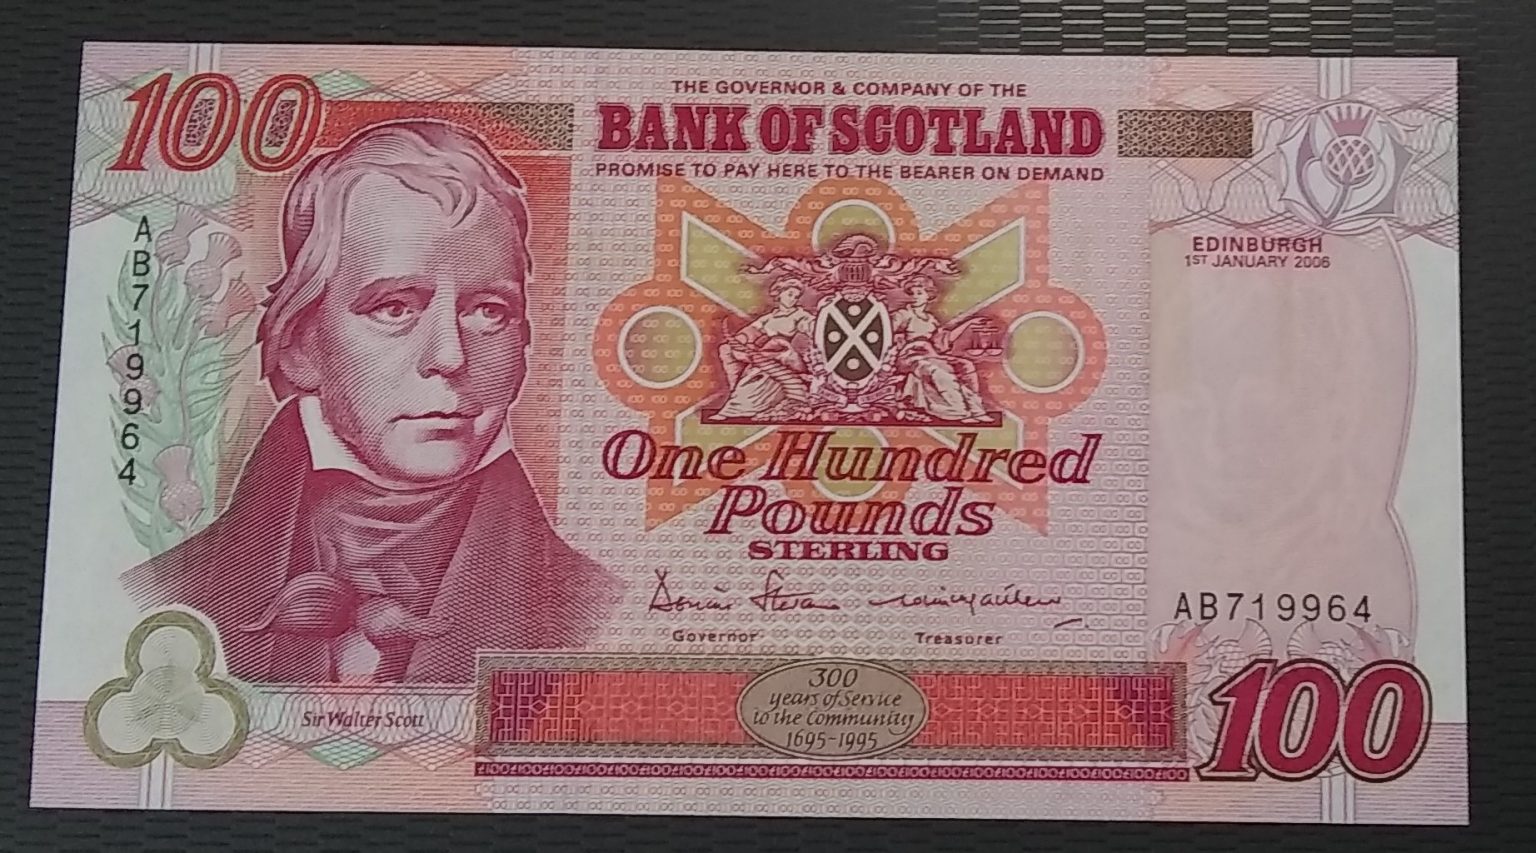 100
THE GOVERNOR & COMPANY OF THE
BANK OF SCOTLAND
PROMISE TO PAY HERE TO THE BEARER ON DEMAND
EDINBURGH
1ST JANUARY 2006
AB719964
One Hundred
Pounds
STERLING
Governor
Treasurer
AB719964
300
years of Service
to the Community
1695-1995
Sir Walter Scott
100